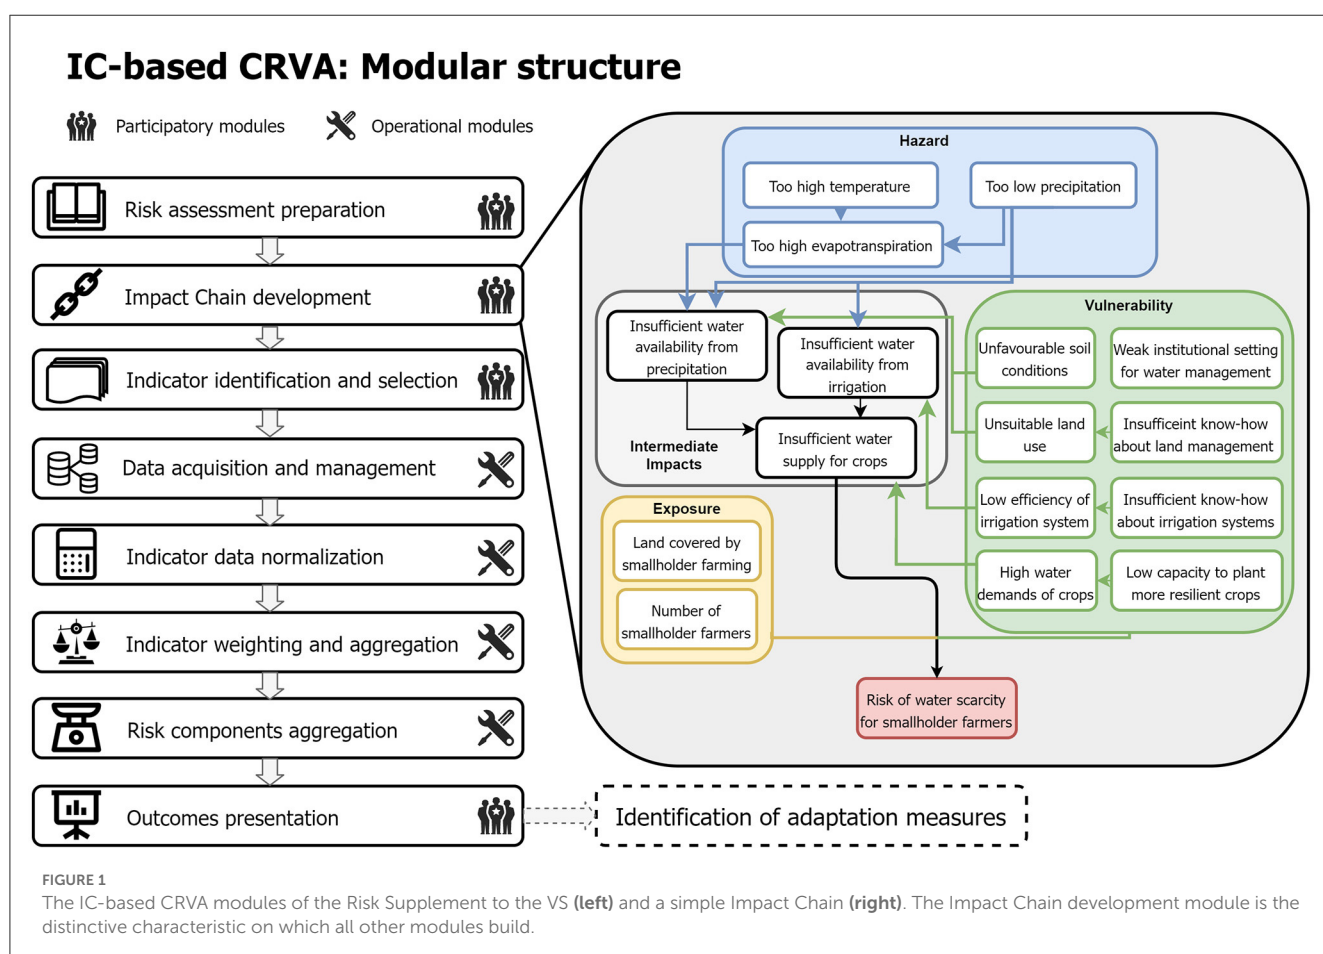 IC-based CRVA: Modular structure
Participatory modules
Operational modules
Risk assessment preparation
Impact Chain development
Indicator identification and selection
Data acquisition and management
Indicator data normalization
Indicator weighting and aggregation
Risk components aggregation
Outcomes presentation
Identification of adaptation measures
Hazard
Too high temperature
Too low precipitation
Too high evapotranspiration
Insufficient water
availability from
precipitation
Insufficient water
availability from
irrigation
Intermediate
Impacts
Insufficient water
supply for crops
Vulnerability
Unfavourable soil
conditions
Weak institutional setting
for water management
Unsuitable land
use
Insufficeint know-how
about land management
Low efficiency of
irrigation system
Insufficient know-how
about irrigation systems
High water
demands of crops
Low capacity to plant
more resilient crops
Exposure
Land covered by
smallholder farming
Number of
smallholder farmers
Risk of water scarcity
for smallholder farmers
FIGURE 1
The IC-based CRVA modules of the Risk Supplement to the VS (left) and a simple Impact Chain (right). The Impact Chain development module is the
distinctive characteristic on which all other modules build.